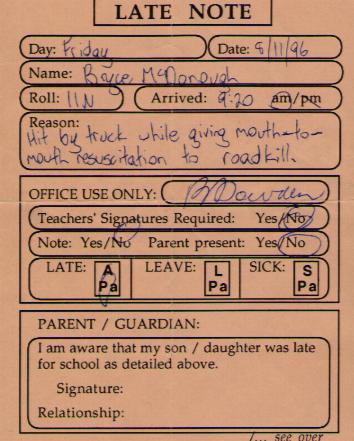 LATE NOTE
Day: Friday Date: 8/11/96
Name: Bryce McDonough
Roll: 11N Arrived: 9:20 am/pm
Reason:
Hit by truck while giving mouth-to-
mouth resuscitation to roadkill.
OFFICE USE ONLY:
Teachers' Signatures Required: Yes/No
Note: Yes/No Parent present: Yes/No
LATE: A Pa LEAVE: L Pa SICK: S Pa
PARENT / GUARDIAN:
I am aware that my son / daughter was late
for school as detailed above.
Signature:
Relationship:
/... see over